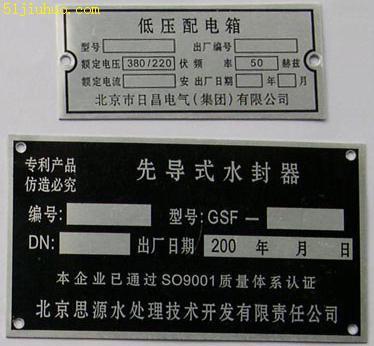 51jiuhuo.com
低压配电箱
型号 出厂编号
额定电压 380/220 伏 频 率 50 赫兹
额定电流 安 出厂日期 年 月
北京市日昌电气(集团)有限公司
专利产品
仿造必究
先导式水封器
编号: 型号: GSF —
DN: 出厂日期 200 年 月 日
本企业已通过SO9001质量体系认证
北京思源水处理技术开发有限责任公司